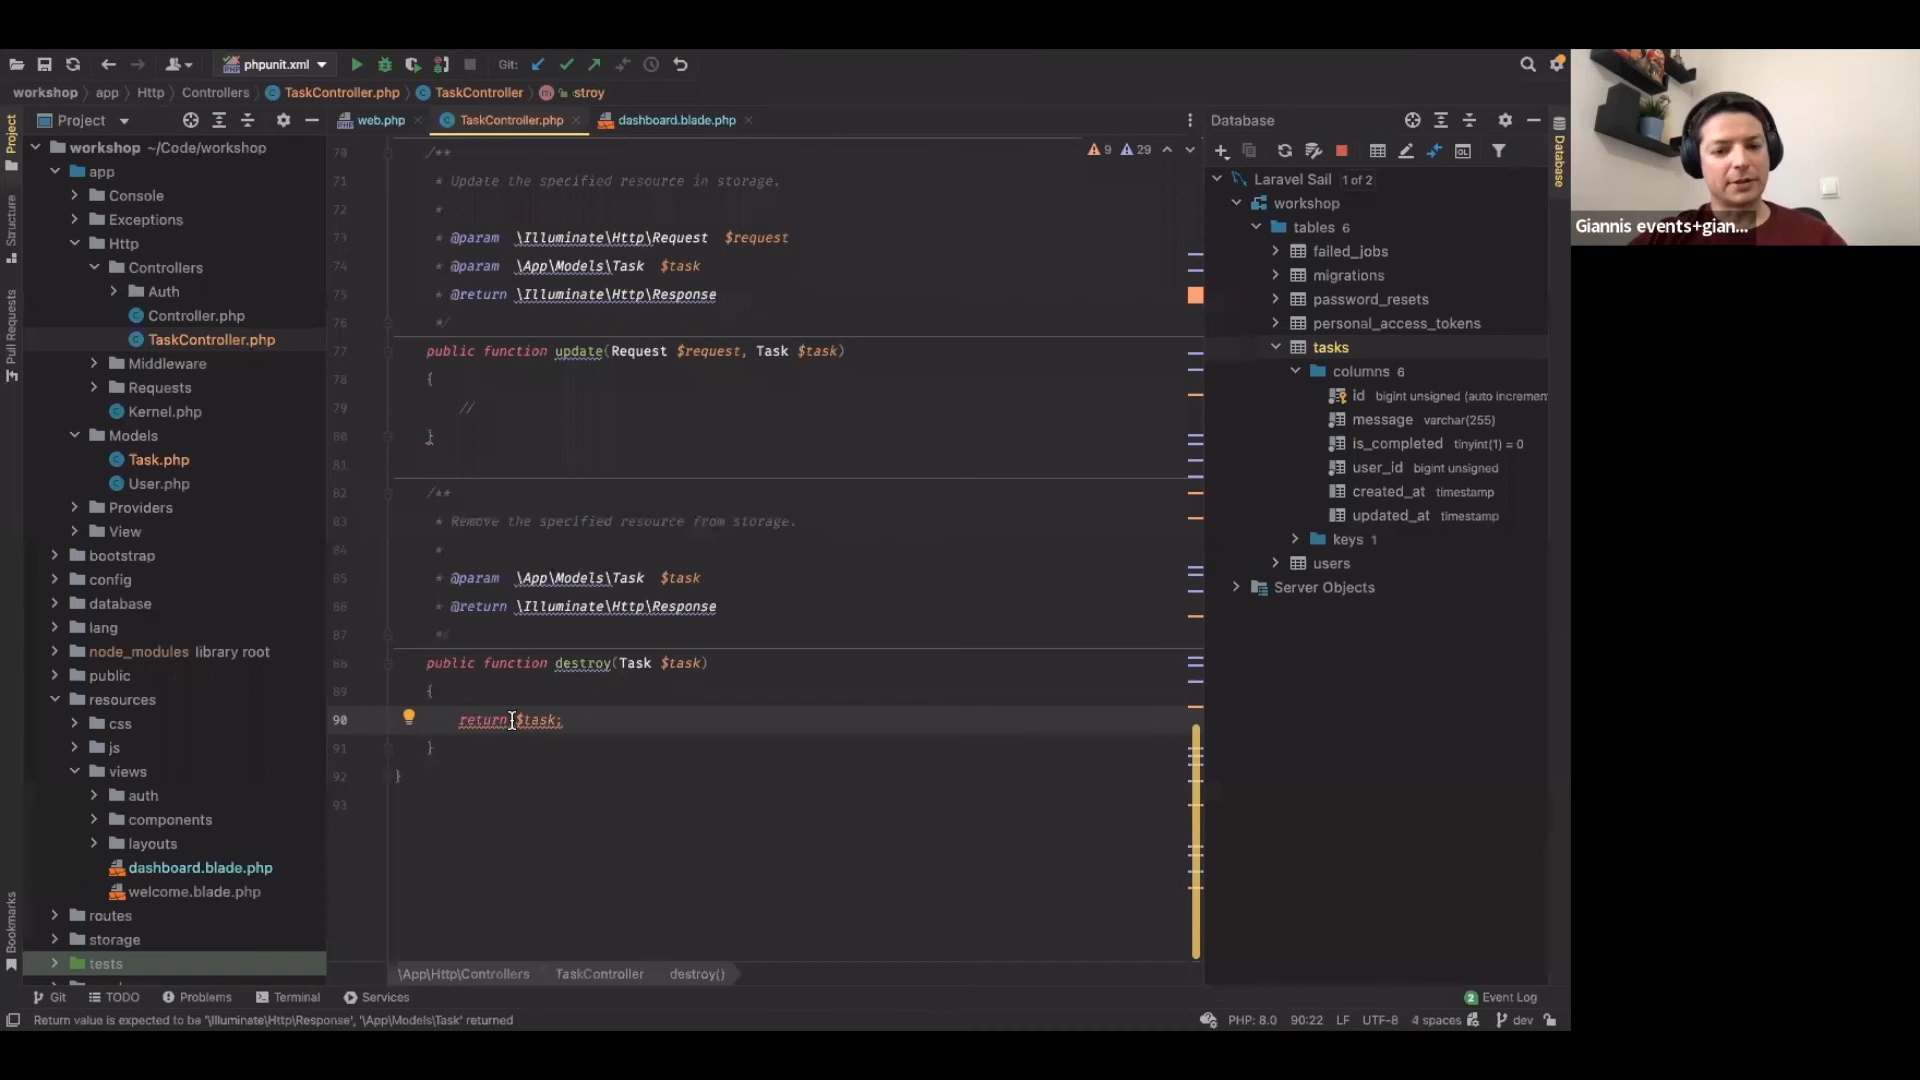 phpunit.xml
Git:
workshop app Http Controllers TaskController.php TaskController stroy
Project
web.php
TaskController.php
dashboard.blade.php
Database
Project
Structure
Pull Requests
Bookmarks
workshop ~/Code/workshop
app
Console
Exceptions
Http
Controllers
Auth
Controller.php
TaskController.php
Middleware
Requests
Kernel.php
Models
Task.php
User.php
Providers
View
bootstrap
config
database
lang
node_modules library root
public
resources
css
js
views
auth
components
layouts
dashboard.blade.php
welcome.blade.php
routes
storage
tests
9 29
70 /**
71 * Update the specified resource in storage.
72 *
73 * @param \Illuminate\Http\Request $request
74 * @param \App\Models\Task $task
75 * @return \Illuminate\Http\Response
76 */
77 public function update(Request $request, Task $task)
78 {
79 //
80 }
81
82 /**
83 * Remove the specified resource from storage.
84 *
85 * @param \App\Models\Task $task
86 * @return \Illuminate\Http\Response
87 */
88 public function destroy(Task $task)
89 {
90 return $task;
91 }
92 }
93
\App\Http\Controllers TaskController destroy()
Laravel Sail 1 of 2
workshop
tables 6
failed_jobs
migrations
password_resets
personal_access_tokens
tasks
columns 6
id bigint unsigned (auto incremen
message varchar(255)
is_completed tinyint(1) = 0
user_id bigint unsigned
created_at timestamp
updated_at timestamp
keys 1
users
Server Objects
Database
Giannis events+gian...
Git TODO Problems Terminal Services
2 Event Log
Return value is expected to be '\Illuminate\Http\Response', '\App\Models\Task' returned
PHP: 8.0 90:22 LF UTF-8 4 spaces dev